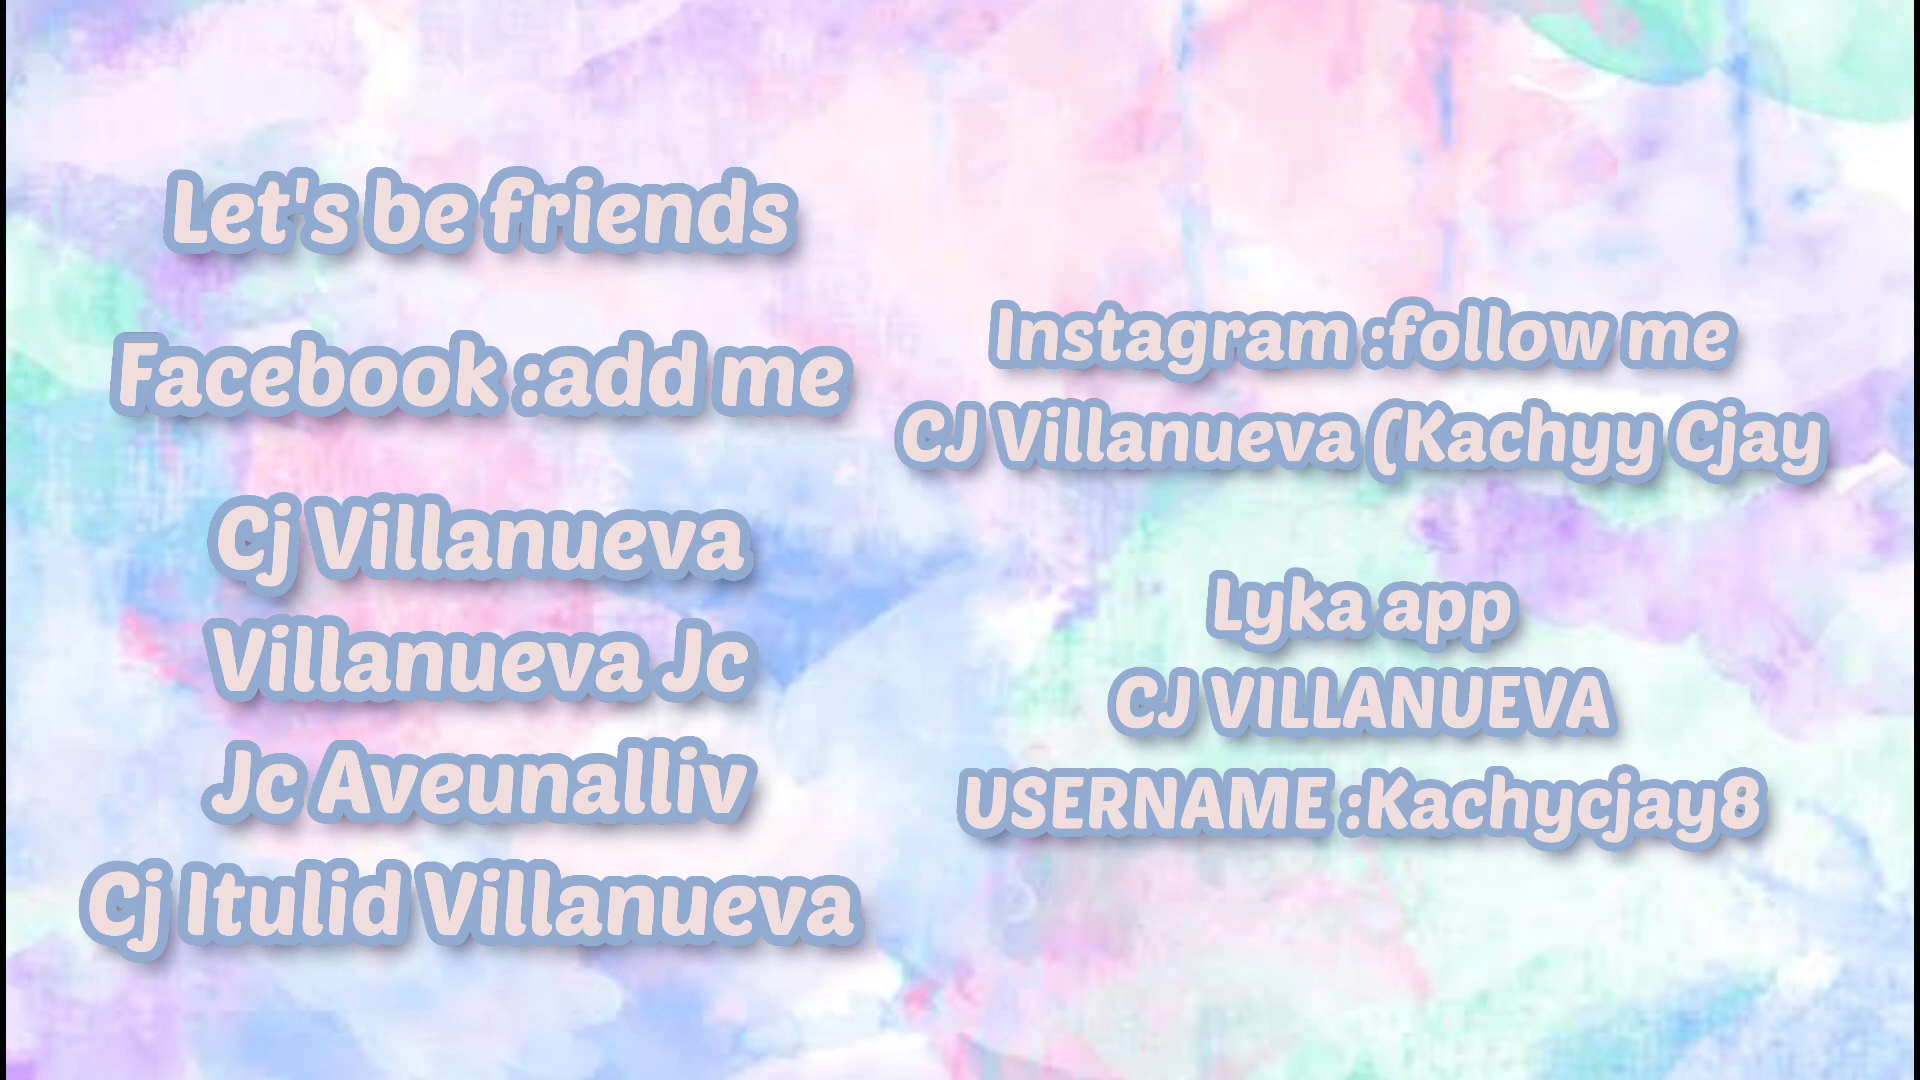 Let's be friends
Facebook :add me
Cj Villanueva
Villanueva Jc
Jc Aveunalliv
Cj Itulid Villanueva
Instagram :follow me
CJ Villanueva (Kachyy Cjay
Lyka app
CJ VILLANUEVA
USERNAME :Kachycjay8